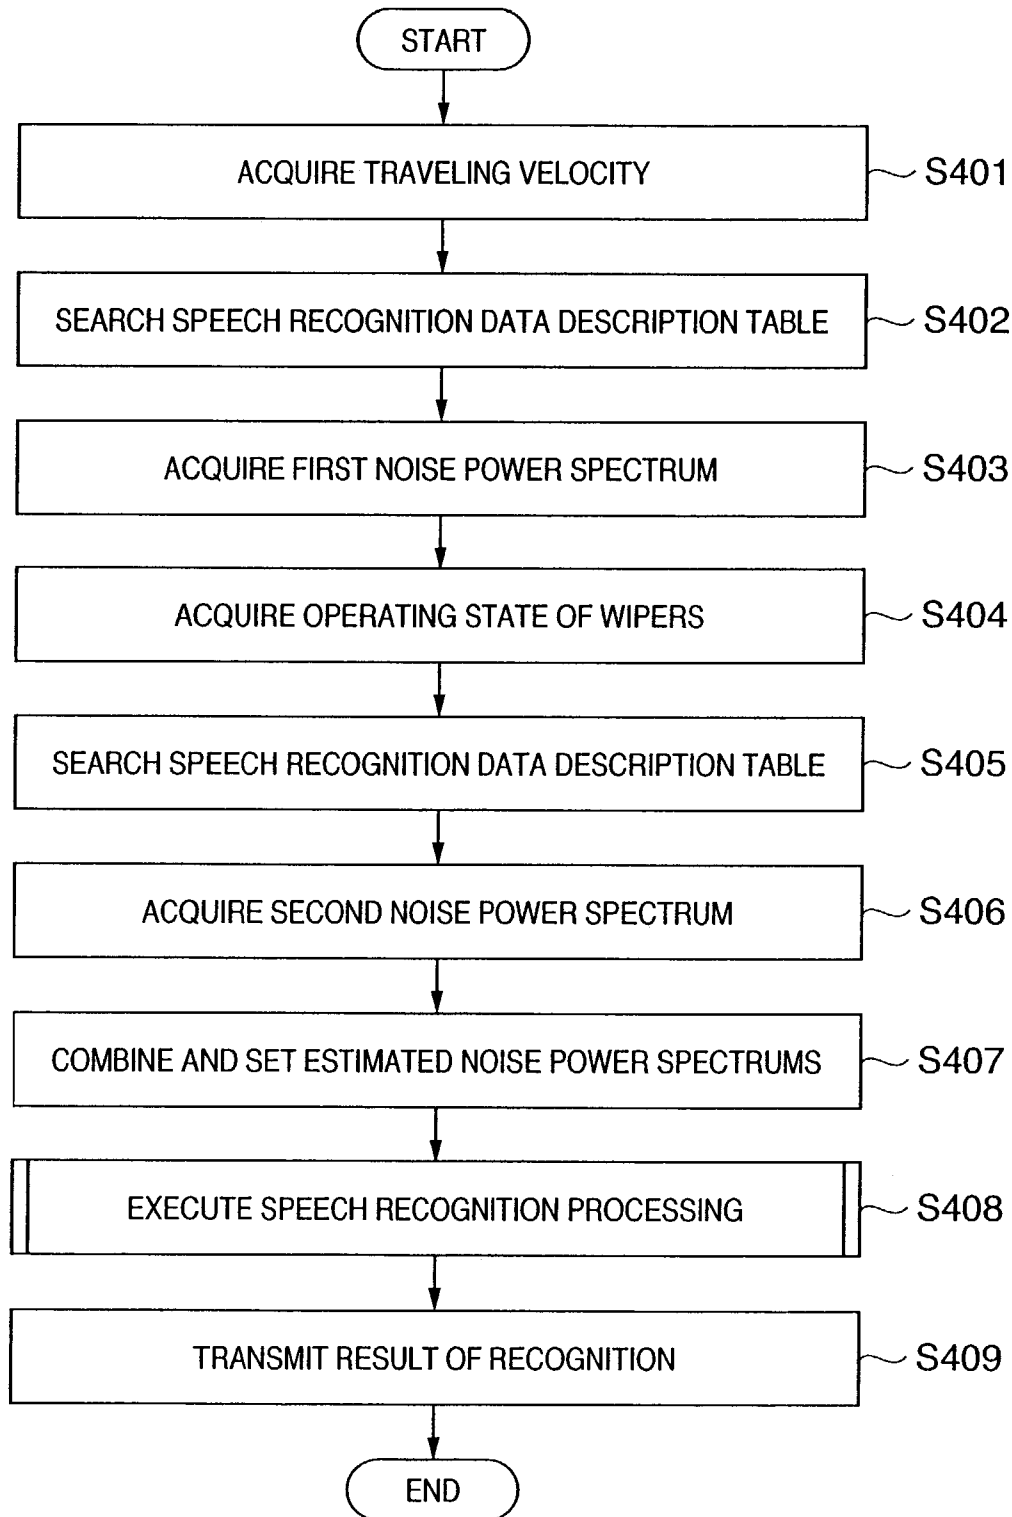 START
ACQUIRE TRAVELING VELOCITY
S401
SEARCH SPEECH RECOGNITION DATA DESCRIPTION TABLE
S402
ACQUIRE FIRST NOISE POWER SPECTRUM
S403
ACQUIRE OPERATING STATE OF WIPERS
S404
SEARCH SPEECH RECOGNITION DATA DESCRIPTION TABLE
S405
ACQUIRE SECOND NOISE POWER SPECTRUM
S406
COMBINE AND SET ESTIMATED NOISE POWER SPECTRUMS
S407
EXECUTE SPEECH RECOGNITION PROCESSING
S408
TRANSMIT RESULT OF RECOGNITION
S409
END